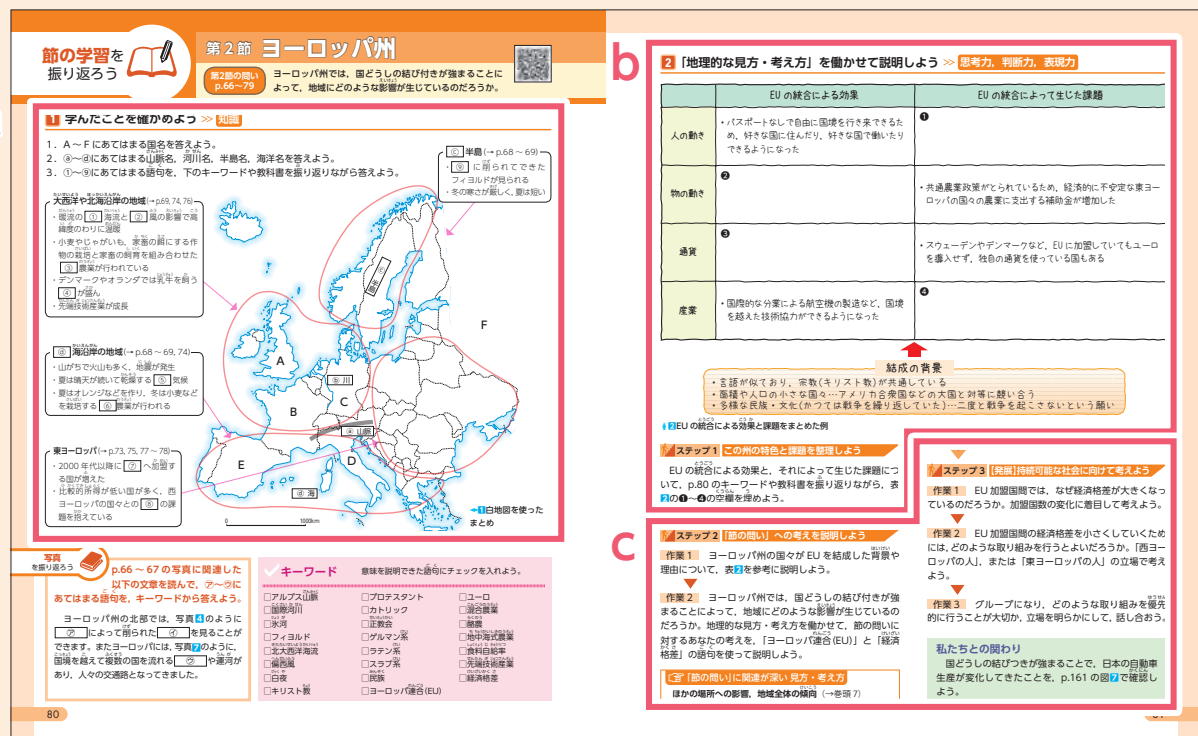 節の学習を
振り返ろう
第2節 ヨーロッパ州
第2節の問い
p.66〜79
ヨーロッパ州では，国どうしの結び付きが強まることに
よって，地域にどのような影響が生じているのだろうか。
1 学んだことを確かめよう ≫ 知識
1．A〜Fにあてはまる国名を答えよう。
2．ⓐ〜ⓓにあてはまる山脈名，河川名，半島名，海洋名を答えよう。
3．①〜⑨にあてはまる語句を，下のキーワードや教科書を振り返りながら答えよう。
ⓒ 半島(→p.68〜69)
・⑨に削られてできた
フィヨルドが見られる
・冬の寒さが厳しく，夏は短い
大西洋や北海沿岸の地域(→p.69, 74, 76)
・暖流の①海流と②風の影響で高
緯度のわりに温暖
・小麦やじゃがいも，家畜の餌にする作
物の栽培と家畜の飼育を組み合わせた
③農業が行われている
・デンマークやオランダでは乳牛を飼う
④が盛ん
・先端技術産業が成長
ⓓ 海沿岸の地域(→p.68〜69, 74)
・山がちで火山も多く，地震が発生
・夏は晴天が続いて乾燥する⑤気候
・夏はオレンジなどを作り，冬は小麦など
を栽培する⑥農業が行われる
東ヨーロッパ(→p.73, 75, 77〜78)
・2000年代以降に⑦へ加盟す
る国が増えた
・比較的所得が低い国が多く，西
ヨーロッパの国々との⑧の課
題を抱えている
ⓒ 半島
F
A
ⓑ 川
B
C
ⓐ 山脈
E
D
ⓓ 海
0 1000km
1白地図を使った
まとめ
写真
を振り返ろう
p.66〜67の写真に関連した
以下の文章を読んで，㋐〜㋒に
あてはまる語句を，キーワードから答えよう。
ヨーロッパ州の北部では，写真4のように
㋐によって削られた㋑を見ることが
できます。またヨーロッパには，写真7のように，
国境を越えて複数の国を流れる㋒や運河が
あり，人々の交通路となってきました。
キーワード 意味を説明できた語句にチェックを入れよう。
□アルプス山脈
□国際河川
□氷河
□フィヨルド
□北大西洋海流
□偏西風
□白夜
□キリスト教
□プロテスタント
□カトリック
□正教会
□ゲルマン系
□ラテン系
□スラブ系
□民族
□ヨーロッパ連合(EU)
□ユーロ
□混合農業
□酪農
□地中海式農業
□食料自給率
□先端技術産業
□経済格差
80
b
2 「地理的な見方・考え方」を働かせて説明しよう ≫ 思考力，判断力，表現力
EUの統合による効果
EUの統合によって生じた課題
人の動き
・パスポートなしで自由に国境を行き来できるた
め，好きな国に住んだり，好きな国で働いたり
できるようになった
❶
物の動き
❷
・共通農業政策がとられているため，経済的に不安定な東ヨー
ロッパの国々の農業に支出する補助金が増加した
通貨
❸
・スウェーデンやデンマークなど，EUに加盟していてもユーロ
を導入せず，独自の通貨を使っている国もある
産業
・国際的な分業による航空機の製造など，国境
を越えた技術協力ができるようになった
❹
結成の背景
・言語が似ており，宗教(キリスト教)が共通している
・面積や人口の小さな国々…アメリカ合衆国などの大国と対等に競い合う
・多様な民族・文化(かつては戦争を繰り返していた)…二度と戦争を起こさないという願い
2EUの統合による効果と課題をまとめた例
ステップ1 この州の特色と課題を整理しよう
EUの統合による効果と，それによって生じた課題につ
いて，p.80のキーワードや教科書を振り返りながら，表
2の❶〜❹の空欄を埋めよう。
c
ステップ2 「節の問い」への考えを説明しよう
作業1 ヨーロッパ州の国々がEUを結成した背景や
理由について，表2を参考に説明しよう。
作業2 ヨーロッパ州では，国どうしの結び付きが強
まることによって，地域にどのような影響が生じているの
だろうか。地理的な見方・考え方を働かせて，節の問いに
対するあなたの考えを，「ヨーロッパ連合(EU)」と「経済
格差」の語句を使って説明しよう。
「節の問い」に関連が深い見方・考え方
ほかの場所への影響，地域全体の傾向 (→巻頭7)
ステップ3 [発展]持続可能な社会に向けて考えよう
作業1 EU加盟国間では，なぜ経済格差が大きくなっ
ているのだろうか。加盟国数の変化に着目して考えよう。
作業2 EU加盟国間の経済格差を小さくしていくため
には，どのような取り組みを行うとよいだろうか。「西ヨー
ロッパの人」，または「東ヨーロッパの人」の立場で考え
よう。
作業3 グループになり，どのような取り組みを優先
的に行うことが大切か，立場を明らかにして，話し合おう。
私たちとの関わり
国どうしの結びつきが強まることで，日本の自動車
生産が変化してきたことを，p.161の図7で確認し
よう。